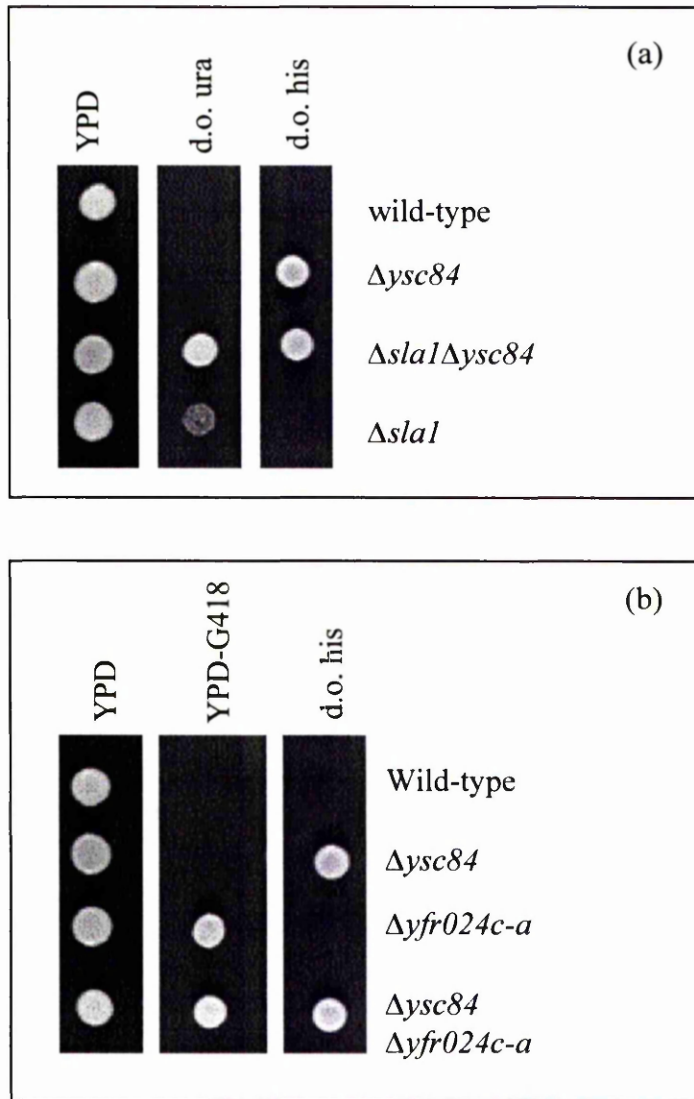 (a)
YPD
d.o. ura
d.o. his
wild-type
Δysc84
Δsla1Δysc84
Δsla1
(b)
YPD
YPD-G418
d.o. his
Wild-type
Δysc84
Δyfr024c-a
Δysc84
Δyfr024c-a